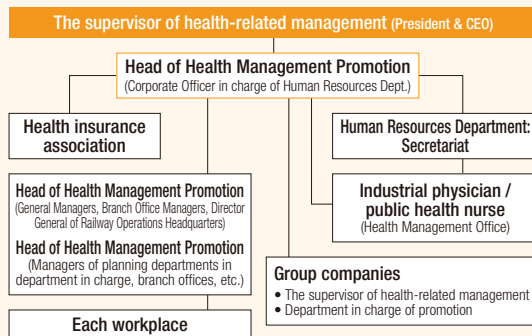 The supervisor of health-related management (President & CEO)
Head of Health Management Promotion
(Corporate Officer in charge of Human Resources Dept.)
Health insurance
association
Human Resources Department:
Secretariat
Head of Health Management Promotion
(General Managers, Branch Office Managers, Director
General of Railway Operations Headquarters)
Head of Health Management Promotion
(Managers of planning departments in
department in charge, branch offices, etc.)
Industrial physician /
public health nurse
(Health Management Office)
Group companies
• The supervisor of health-related management
• Department in charge of promotion
Each workplace